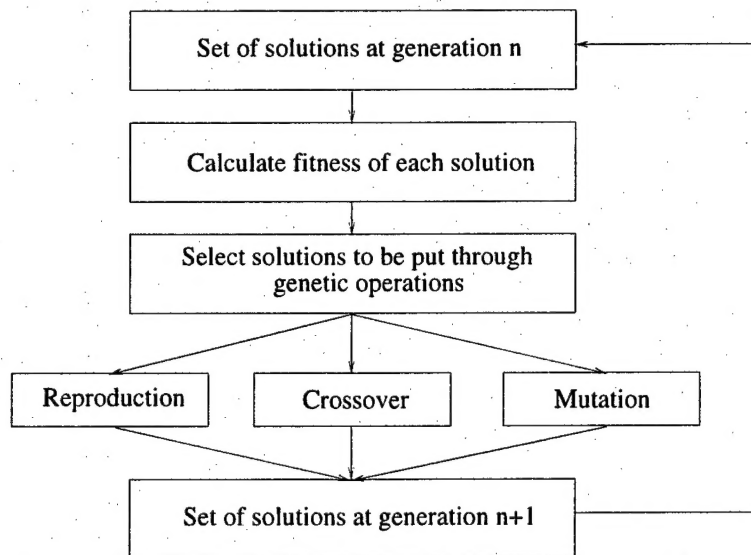 Set of solutions at generation n
Calculate fitness of each solution
Select solutions to be put through
genetic operations
Reproduction
Crossover
Mutation
Set of solutions at generation n+1